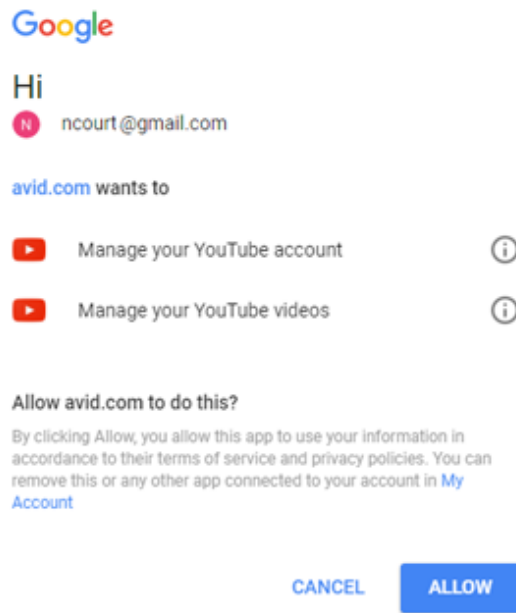 Google
Hi
N ncourt@gmail.com
avid.com wants to
Manage your YouTube account
Manage your YouTube videos
Allow avid.com to do this?
By clicking Allow, you allow this app to use your information in
accordance to their terms of service and privacy policies. You can
remove this or any other app connected to your account in My
Account
CANCEL ALLOW